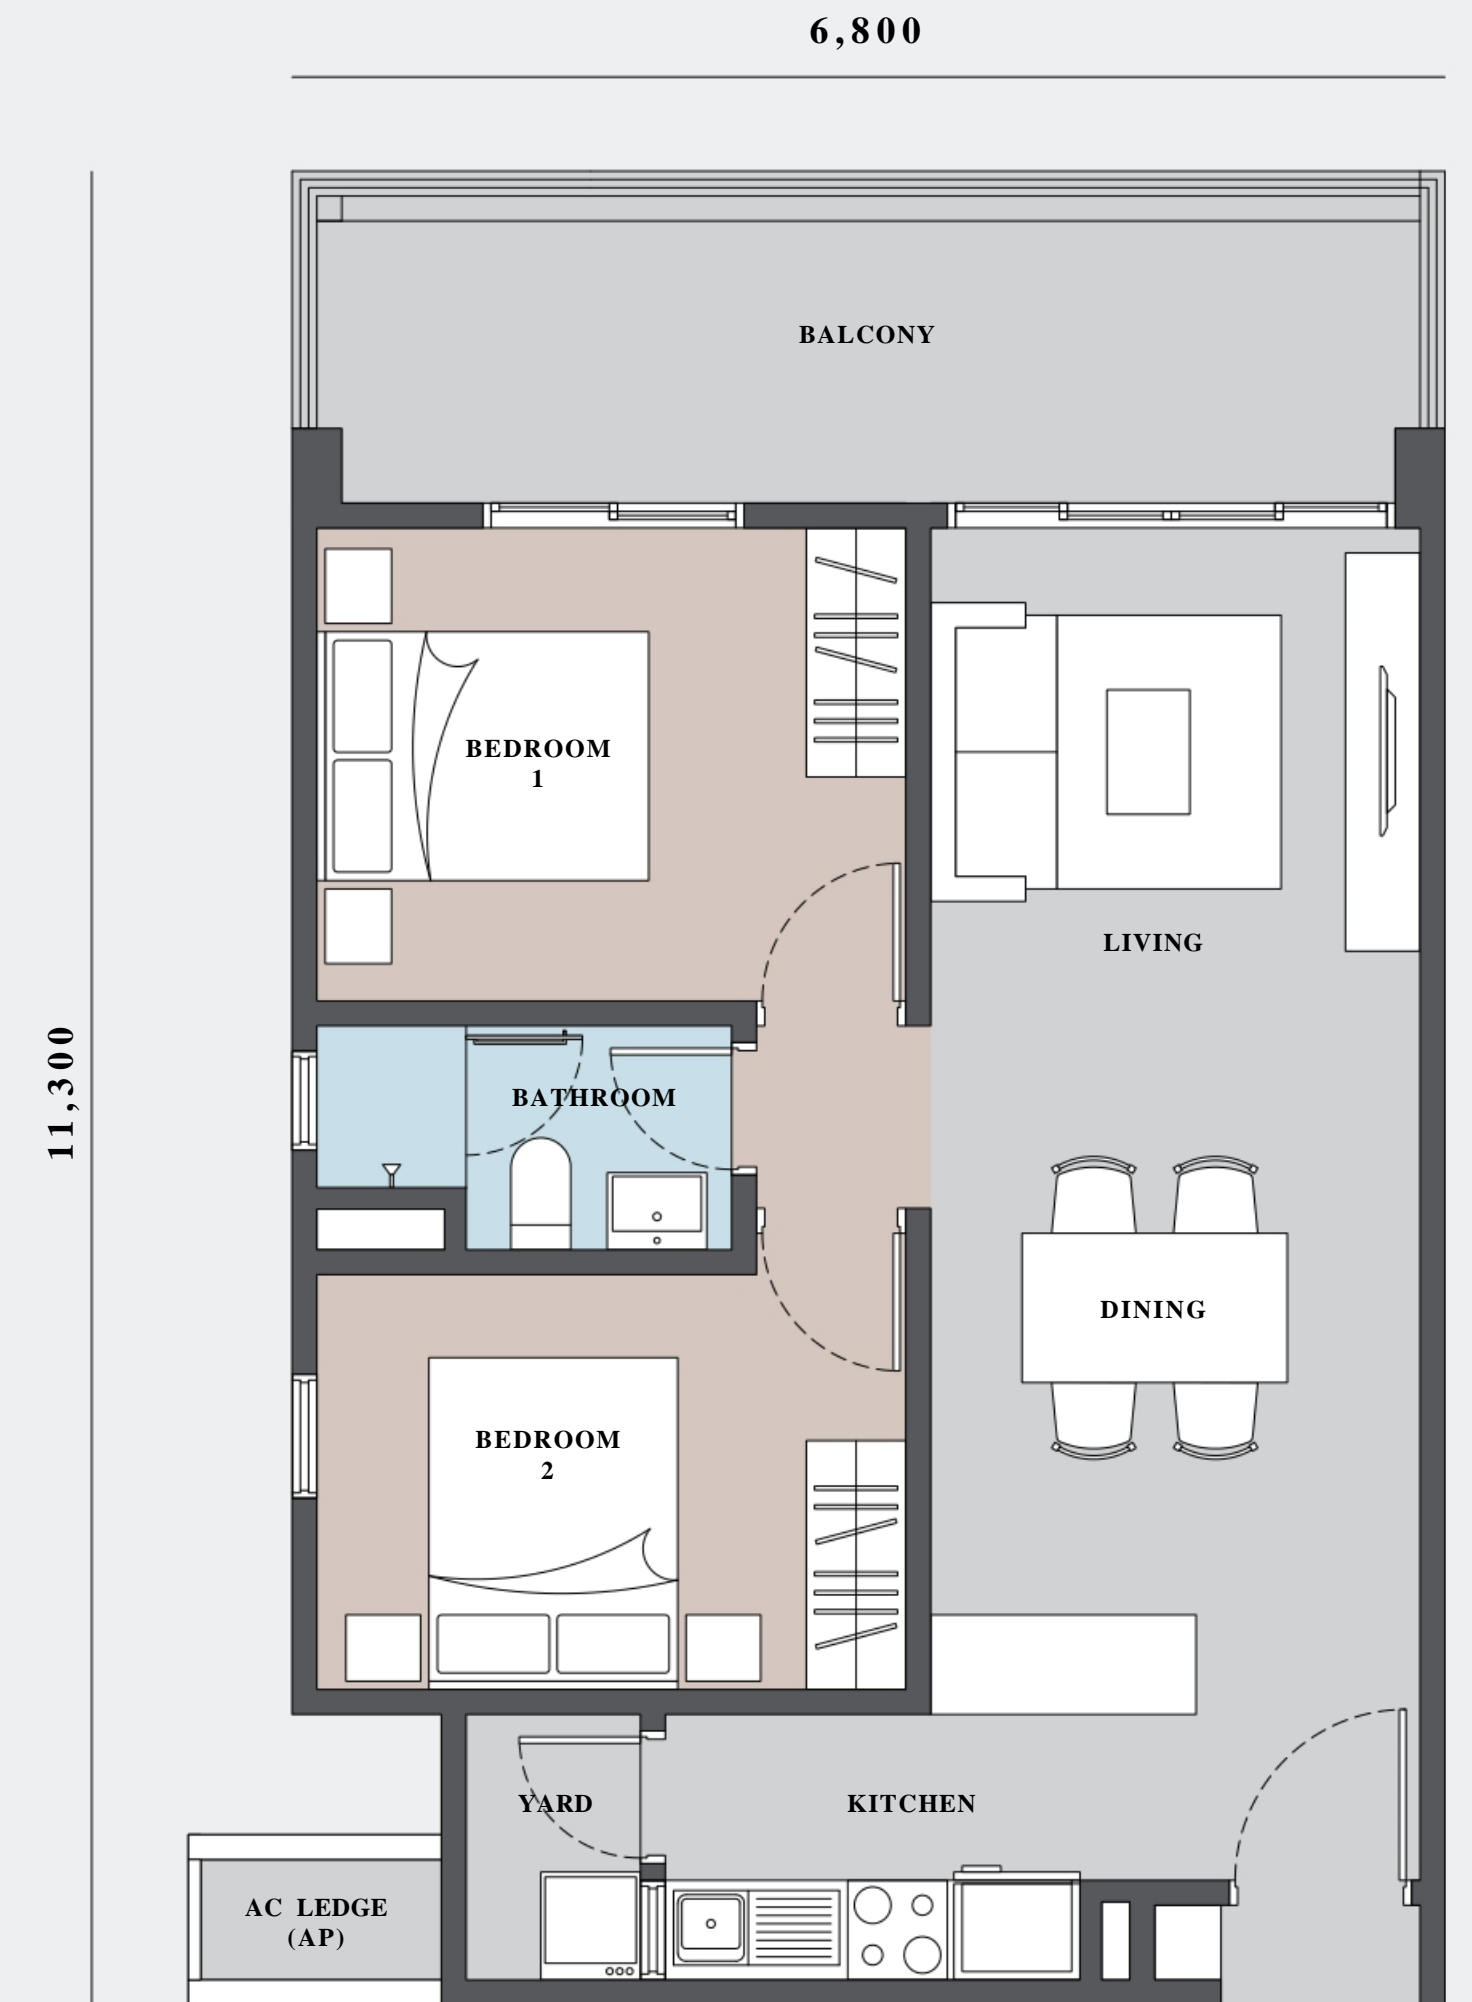 6,800
BALCONY
BEDROOM
1
LIVING
11,300
BATHROOM
DINING
BEDROOM
2
YARD
KITCHEN
AC LEDGE
(AP)